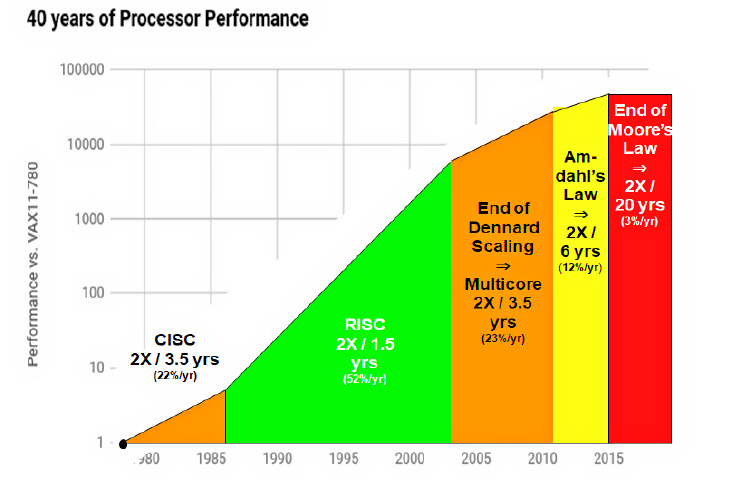 40 years of Processor Performance
100000
10000
1000
100
10
1
Performance vs. VAX11-780
CISC
2X / 3.5 yrs
(22%/yr)
RISC
2X / 1.5
yrs
(52%/yr)
End of
Dennard
Scaling
⇒
Multicore
2X / 3.5
yrs
(23%/yr)
Am-
dahl's
Law
⇒
2X /
6 yrs
(12%/yr)
End of
Moore's
Law
⇒
2X /
20 yrs
(3%/yr)
1985 1990 1995 2000 2005 2010 2015